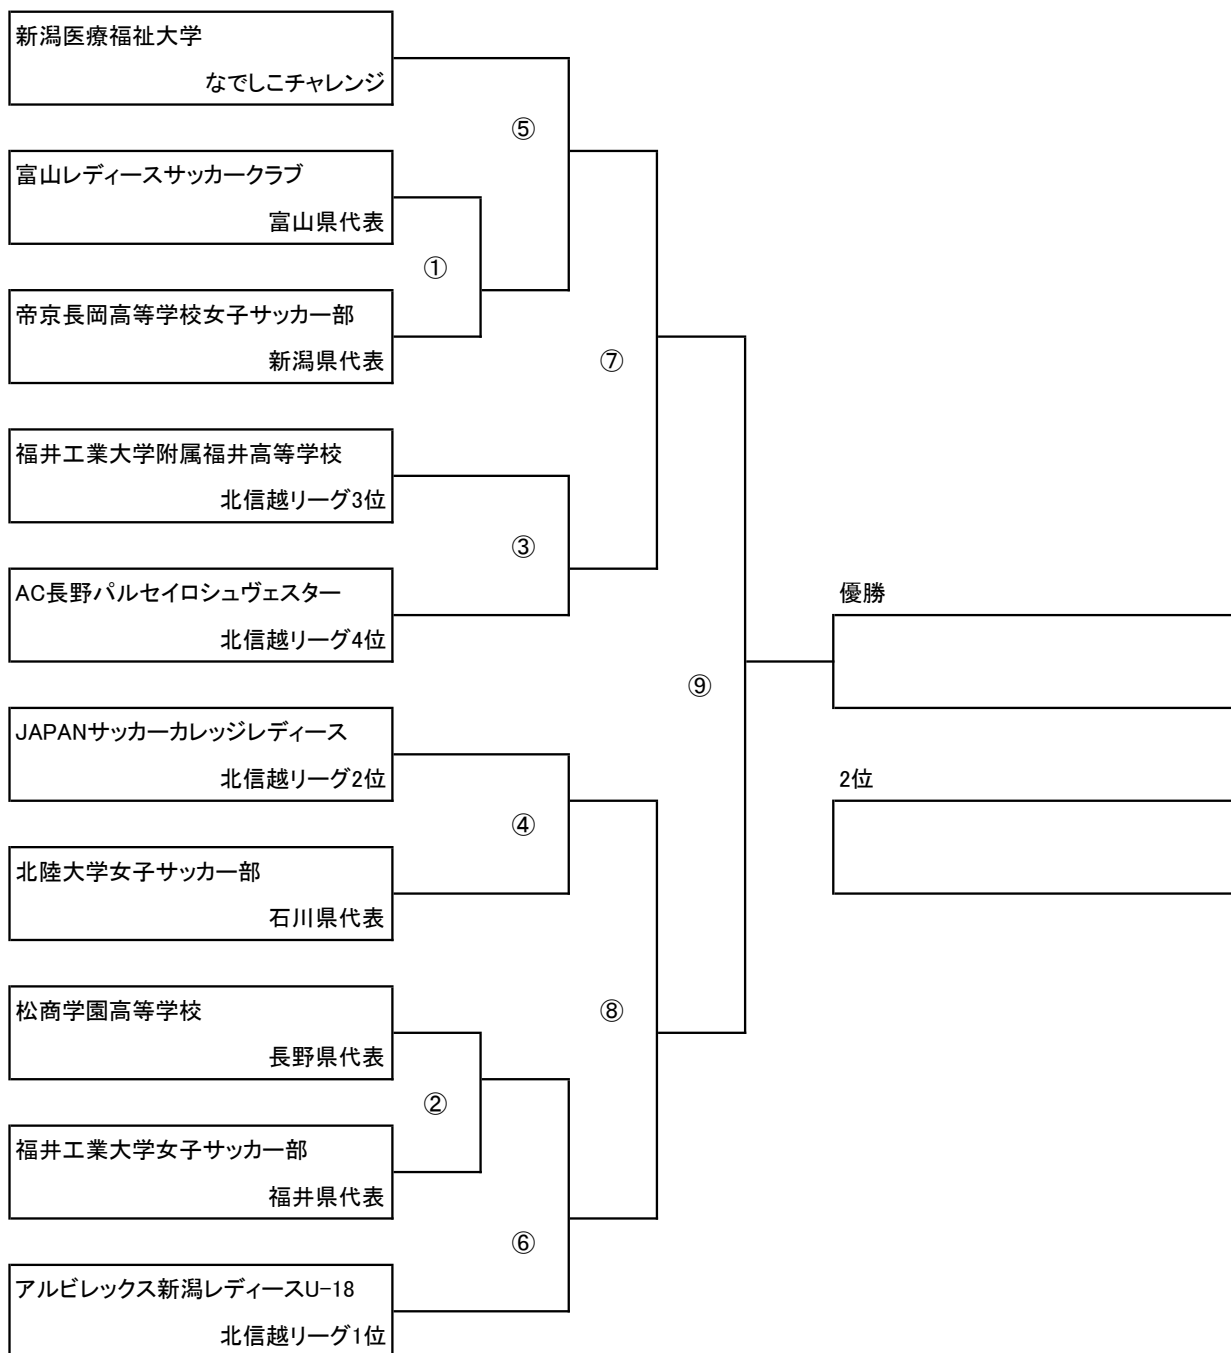 新潟医療福祉大学
なでしこチャレンジ
⑤
富山レディースサッカークラブ
富山県代表
①
帝京長岡高等学校女子サッカー部
新潟県代表
⑦
福井工業大学附属福井高等学校
北信越リーグ3位
③
AC長野パルセイロシュヴェスター
北信越リーグ4位
優勝
⑨
JAPANサッカーカレッジレディース
北信越リーグ2位
2位
④
北陸大学女子サッカー部
石川県代表
松商学園高等学校
長野県代表
⑧
②
福井工業大学女子サッカー部
福井県代表
⑥
アルビレックス新潟レディースU-18
北信越リーグ1位